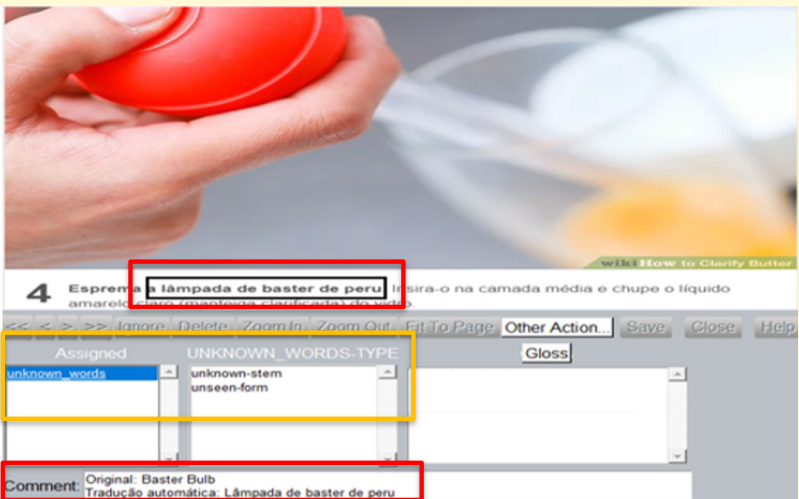 wikiHow to Clarify Butter
4 Esprema a lâmpada de baster de peru. Insira-o na camada média e chupe o líquido
amarelo claro (manteiga clarificada) do vidro.
<< < > >> Ignore Delete Zoom In Zoom Out Fit To Page Other Action... Save Close Help
Assigned UNKNOWN_WORDS-TYPE Gloss
unknown_words unknown-stem
unseen-form
Comment: Original: Baster Bulb
Tradução automática: Lâmpada de baster de peru